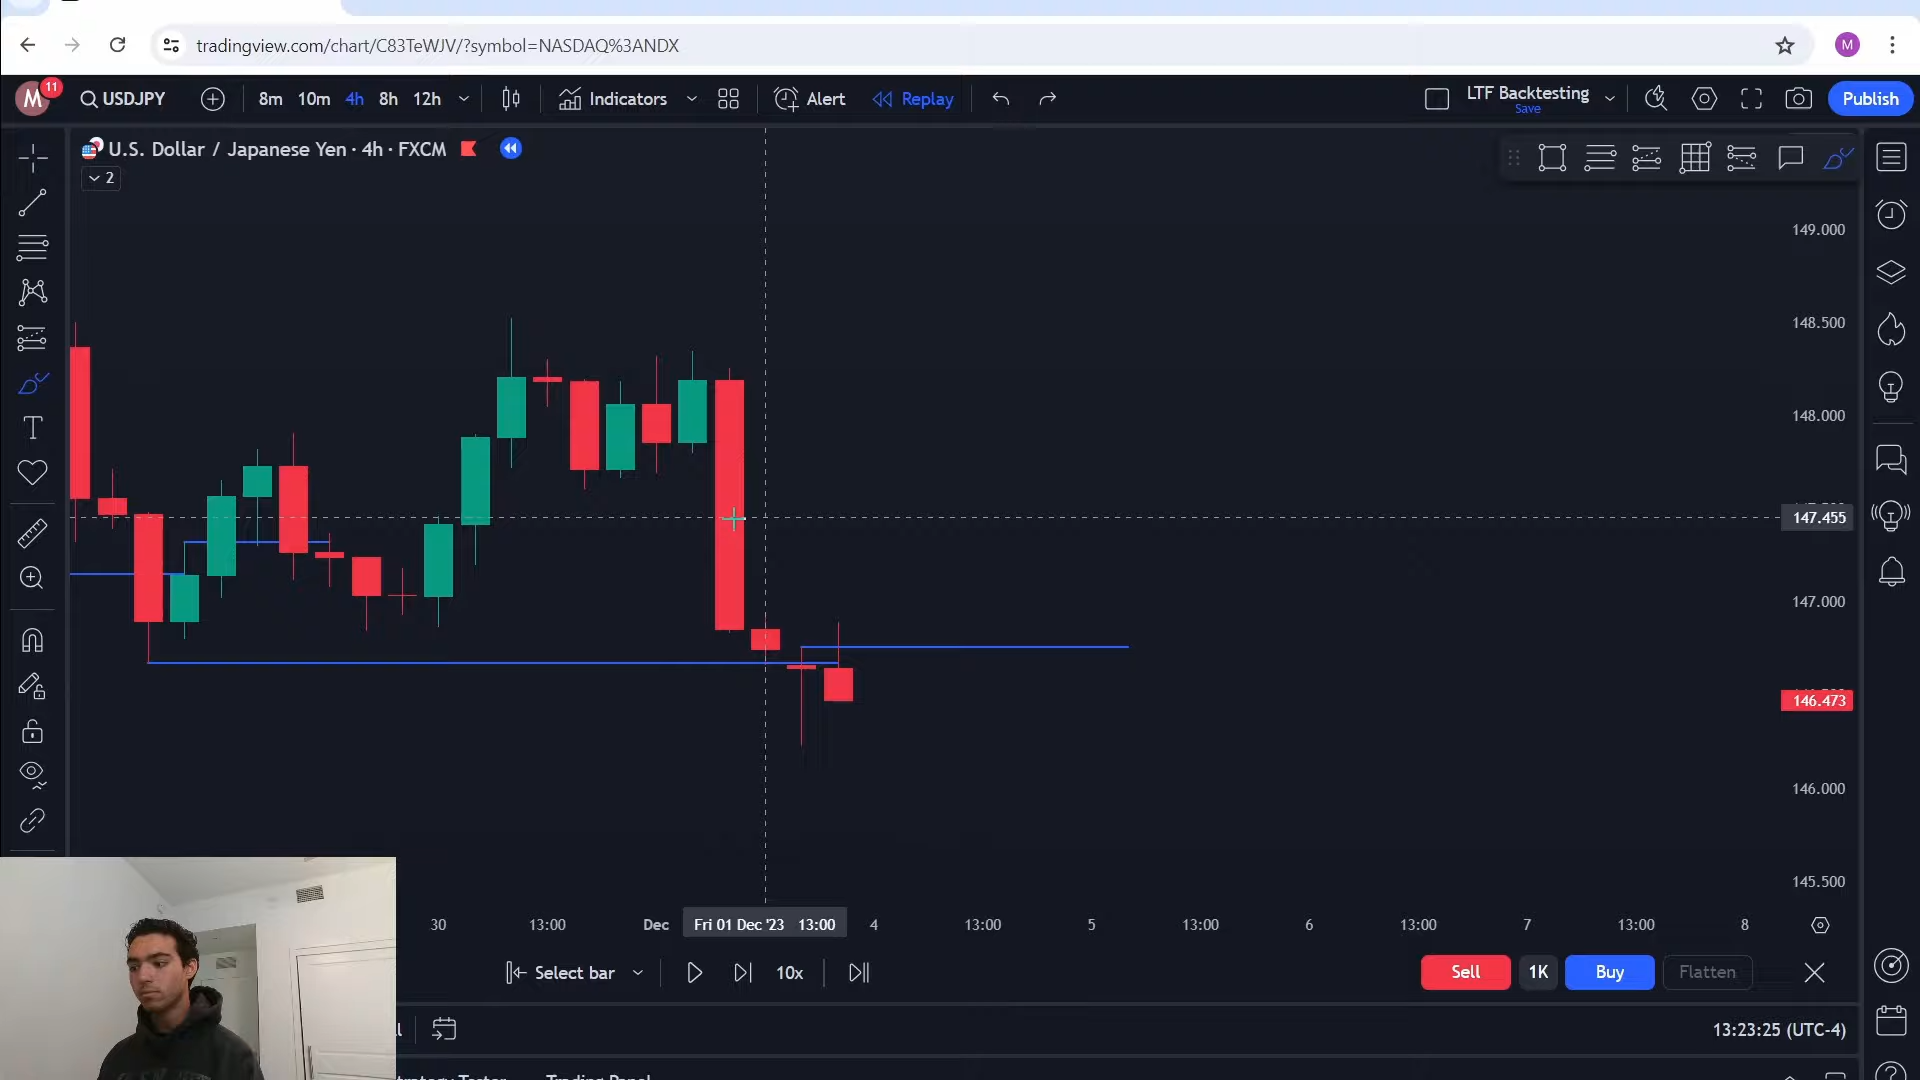 tradingview.com/chart/C83TeWJV/?symbol=NASDAQ%3ANDX
M
M 11 USDJPY 8m 10m 4h 8h 12h Indicators Alert Replay LTF Backtesting Save Publish
U.S. Dollar / Japanese Yen · 4h · FXCM
2
149.000
148.500
148.000
147.455
147.000
146.473
146.000
145.500
30 13:00 Dec Fri 01 Dec '23 13:00 4 13:00 5 13:00 6 13:00 7 13:00 8
Select bar 10x Sell 1K Buy Flatten
13:23:25 (UTC-4)
Trading Panel